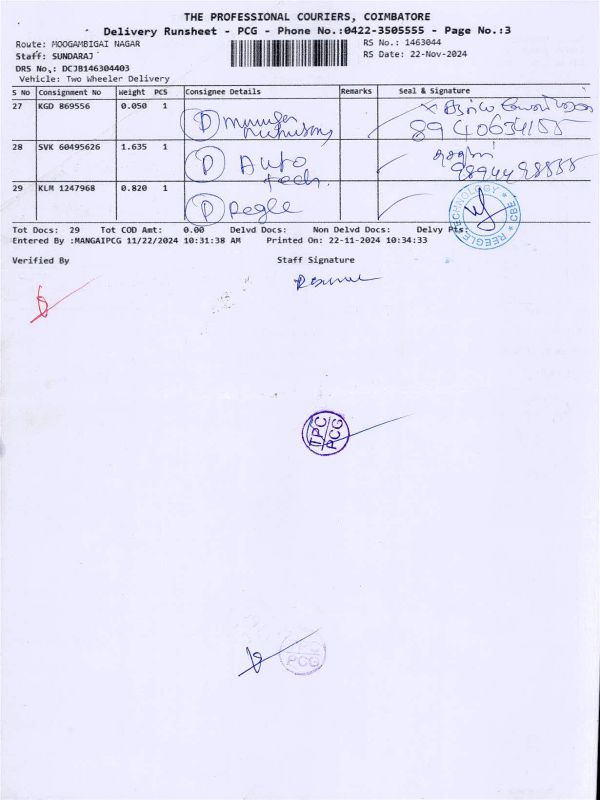 THE PROFESSIONAL COURIERS, COIMBATORE
Delivery Runsheet - PCG - Phone No.:0422-3505555 - Page No.:3
Route: MOOGAMBIGAI NAGAR
RS No.: 1463044
Staff: SUNDARAJ
RS Date: 22-Nov-2024
DRS No.: DCJB146304403
Vehicle: Two Wheeler Delivery
S No Consignment No Weight PCS Consignee Details Remarks Seal & Signature
27 KGD 869556 0.050 1 D
8940634155
28 SVK 60495626 1.635 1 D Auto
tech.
29 KLM 1247968 0.820 1 D Regle
REEGLE TECHNOLOGY * CBE *
Tot Docs: 29 Tot COD Amt: 0.00 Delvd Docs: Non Delvd Docs: Delvy Pts:
Entered By :MANGAIPCG 11/22/2024 10:31:38 AM Printed On: 22-11-2024 10:34:33
Verified By Staff Signature
TPC
PCG
TPC
PCG